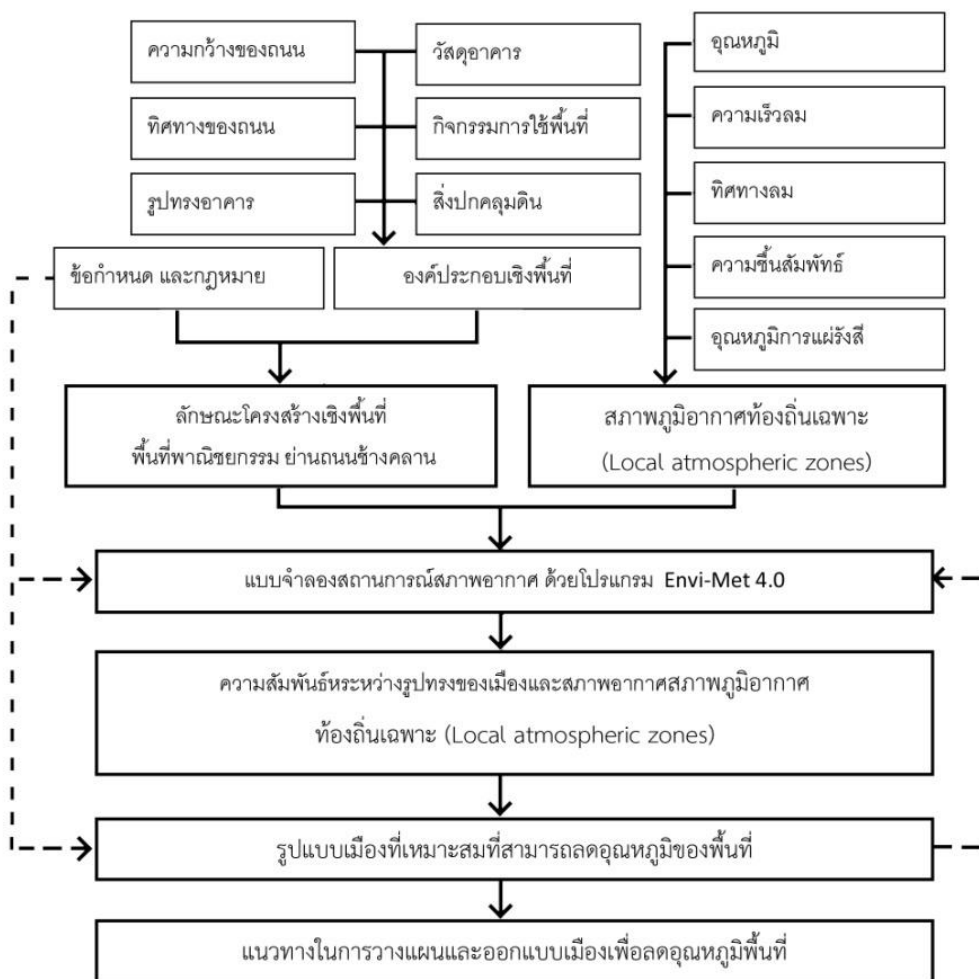 ความกว้างของถนน
วัสดุอาคาร
ทิศทางของถนน
กิจกรรมการใช้พื้นที่
รูปทรงอาคาร
สิ่งปกคลุมดิน
ข้อกำหนด และกฎหมาย
องค์ประกอบเชิงพื้นที่
อุณหภูมิ
ความเร็วลม
ทิศทางลม
ความชื้นสัมพัทธ์
อุณหภูมิการแผ่รังสี
ลักษณะโครงสร้างเชิงพื้นที่
พื้นที่พาณิชยกรรม ย่านถนนช้างคลาน
สภาพภูมิอากาศท้องถิ่นเฉพาะ
(Local atmospheric zones)
แบบจำลองสถานการณ์สภาพอากาศ ด้วยโปรแกรม Envi-Met 4.0
ความสัมพันธ์หระหว่างรูปทรงของเมืองและสภาพอากาศสภาพภูมิอากาศ
ท้องถิ่นเฉพาะ (Local atmospheric zones)
รูปแบบเมืองที่เหมาะสมที่สามารถลดอุณหภูมิของพื้นที่
แนวทางในการวางแผนและออกแบบเมืองเพื่อลดอุณหภูมิพื้นที่